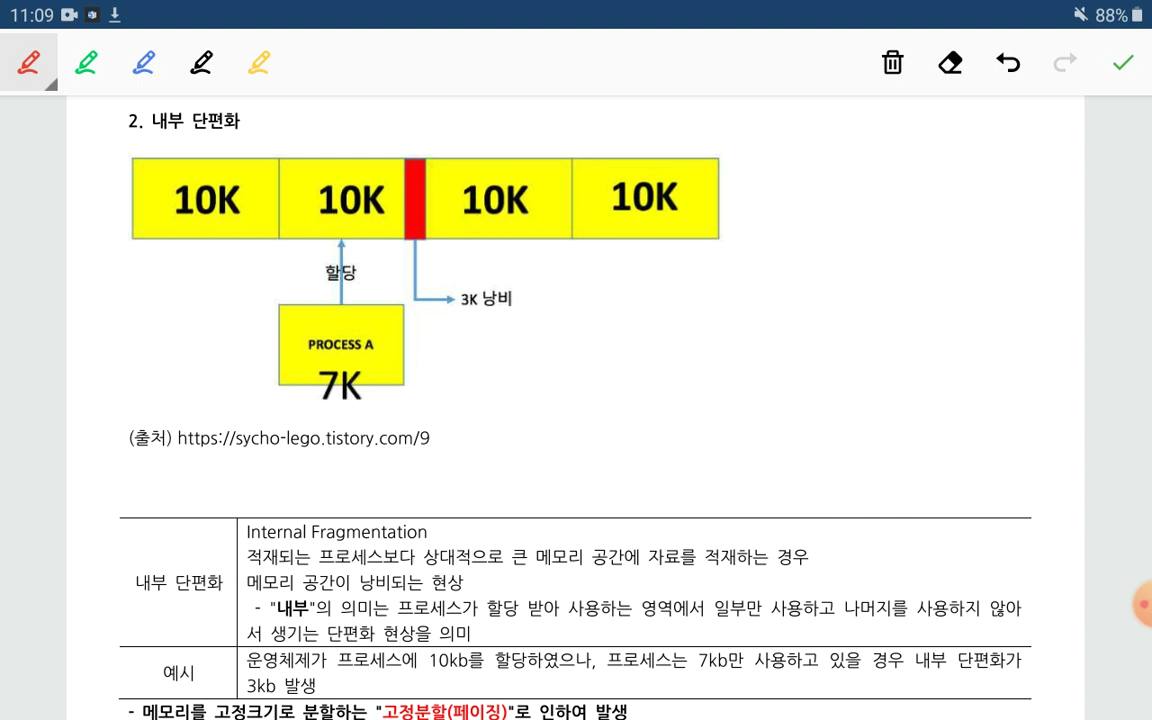 11:09
88%
2. 내부 단편화
10K 10K 10K 10K
할당
3K 낭비
PROCESS A
7K
(출처) https://sycho-lego.tistory.com/9
내부 단편화
Internal Fragmentation
적재되는 프로세스보다 상대적으로 큰 메모리 공간에 자료를 적재하는 경우
메모리 공간이 낭비되는 현상
- "내부"의 의미는 프로세스가 할당 받아 사용하는 영역에서 일부만 사용하고 나머지를 사용하지 않아
서 생기는 단편화 현상을 의미
예시
운영체제가 프로세스에 10kb를 할당하였으나, 프로세스는 7kb만 사용하고 있을 경우 내부 단편화가
3kb 발생
- 메모리를 고정크기로 분할하는 "고정분할(페이징)"로 인하여 발생